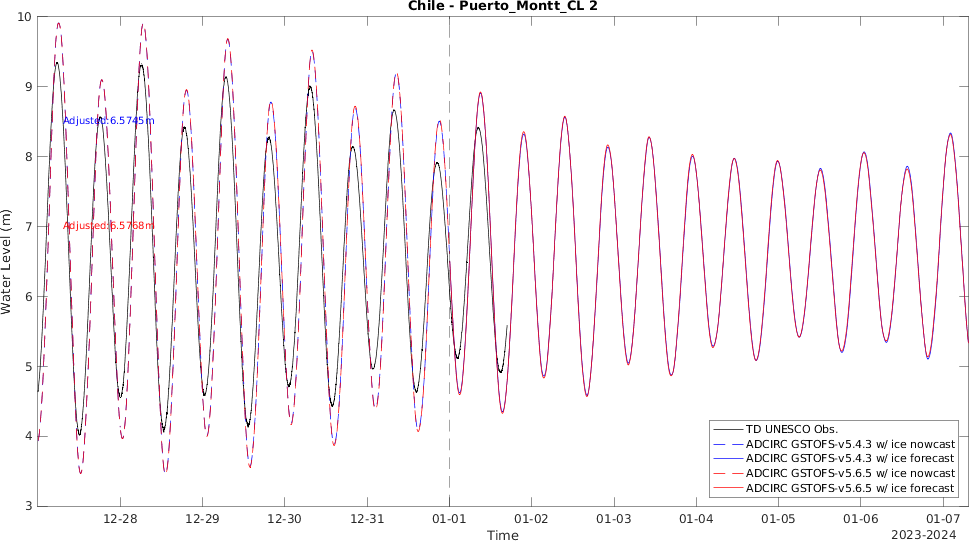 Chile - Puerto_Montt_CL 2
10
9
8
7
6
5
4
3
Water Level (m)
Adjusted:6.5745m
Adjusted:6.5768m
TD UNESCO Obs.
ADCIRC GSTOFS-v5.4.3 w/ ice nowcast
ADCIRC GSTOFS-v5.4.3 w/ ice forecast
ADCIRC GSTOFS-v5.6.5 w/ ice nowcast
ADCIRC GSTOFS-v5.6.5 w/ ice forecast
12-28 12-29 12-30 12-31 01-01 01-02 01-03 01-04 01-05 01-06 01-07
Time
2023-2024